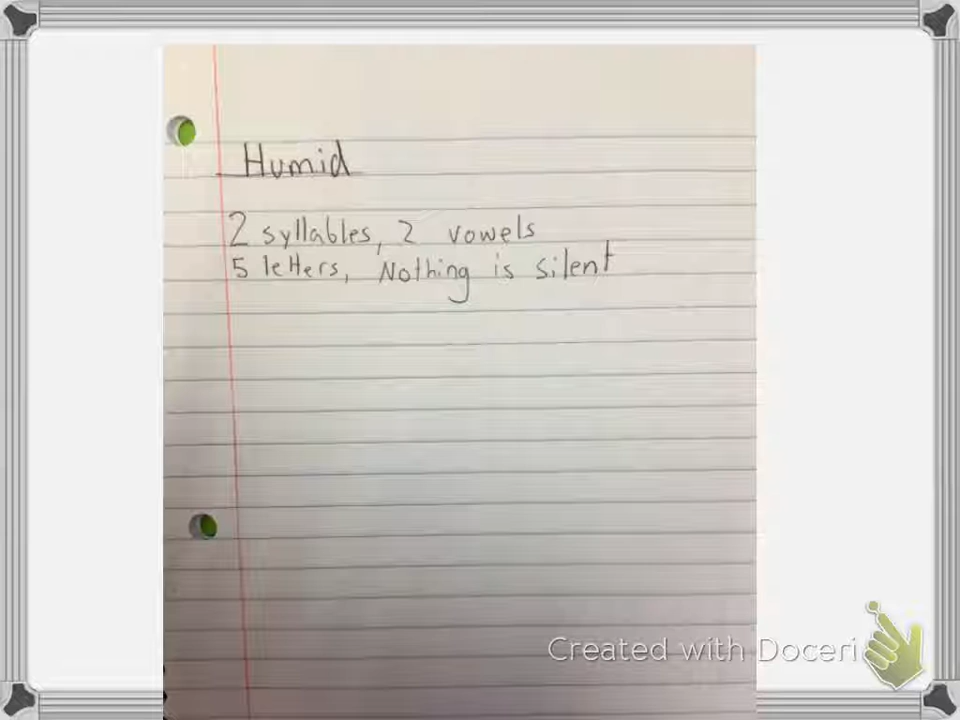 Humid
2 syllables, 2 vowels
5 letters, Nothing is silent
Created with Doceri